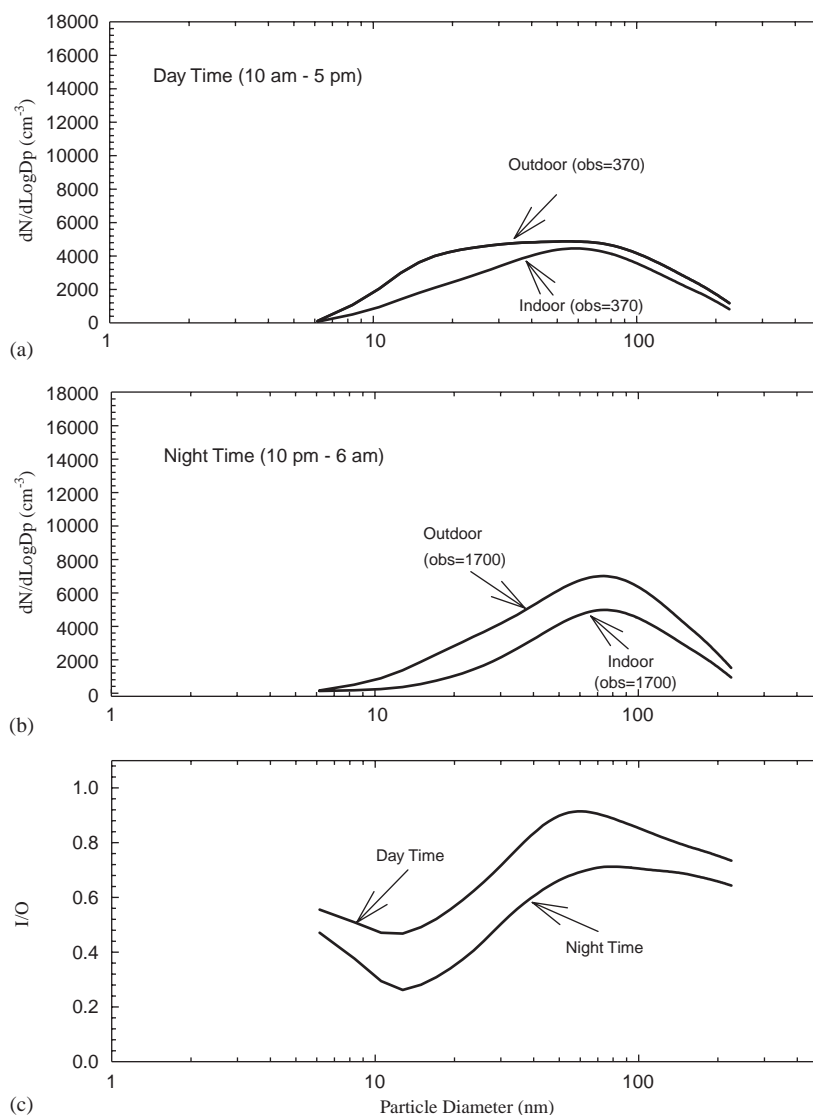 18000
16000
14000
12000
10000
8000
6000
4000
2000
0
dN/dLogDp (cm-3)
Day Time (10 am - 5 pm)
Outdoor (obs=370)
Indoor (obs=370)
1
10
100
(a)
18000
16000
14000
12000
10000
8000
6000
4000
2000
0
dN/dLogDp (cm-3)
Night Time (10 pm - 6 am)
Outdoor
(obs=1700)
Indoor
(obs=1700)
1
10
100
(b)
1.0
0.8
0.6
0.4
0.2
0.0
I/O
Day Time
Night Time
1
10
100
Particle Diameter (nm)
(c)